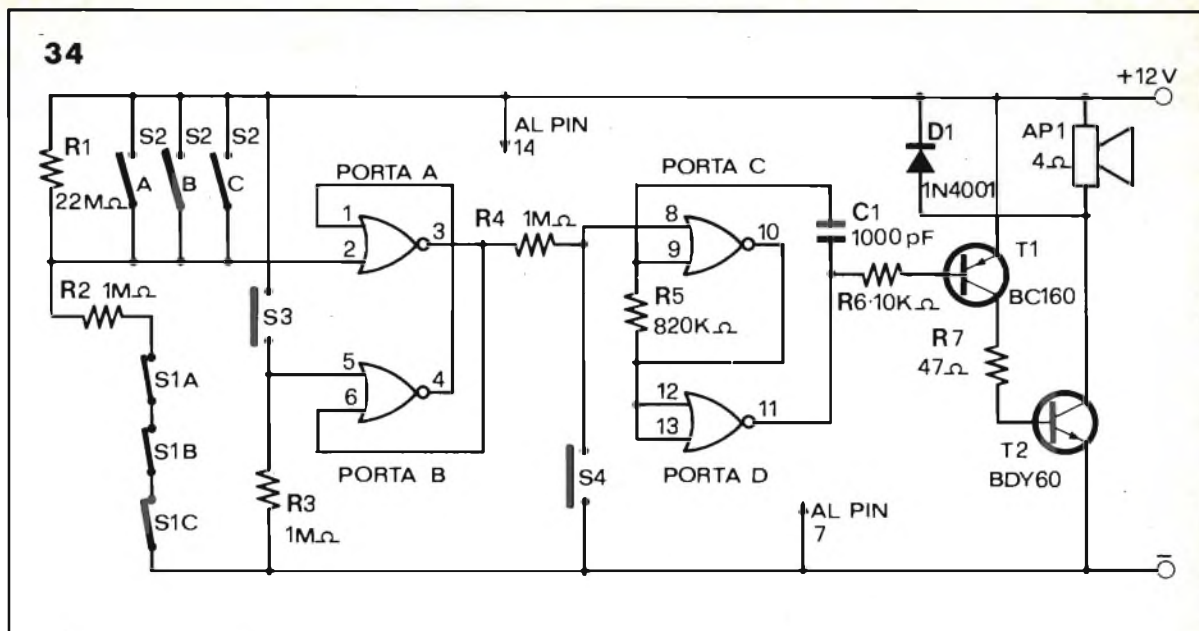 34
+12 V
R1
22MΩ
S2
S2
S2
A
B
C
AL PIN
14
D1
1N4001
AP1
4Ω
PORTA A
1
2
3
R4
1MΩ
PORTA C
8
9
10
C1
1000 pF
R2 1MΩ
S3
R5
820KΩ
R6·10KΩ
T1
BC160
S1A
S1B
S1C
5
6
4
PORTA B
R3
1MΩ
S4
12
13
11
PORTA D
R7
47Ω
T2
BDY60
AL PIN
7
−